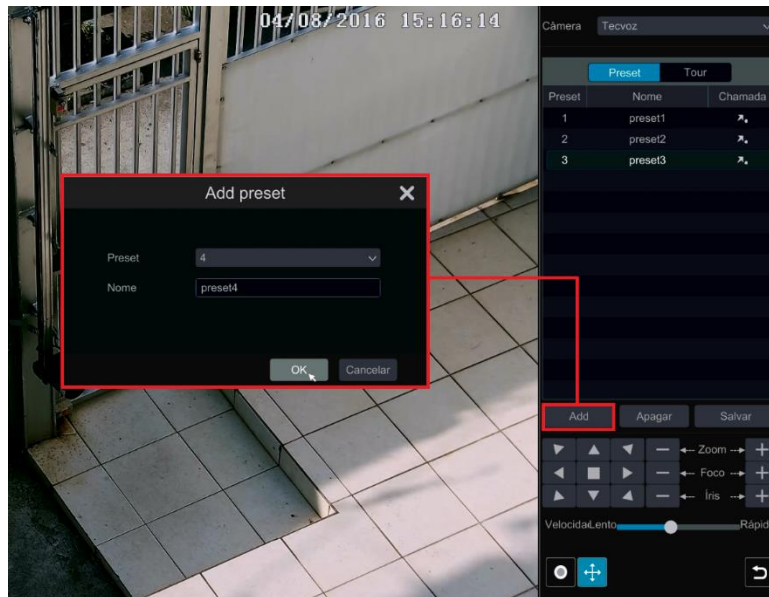 04/08/2016 15:16:14
Câmera Tecvoz
Preset Tour
Preset Nome Chamada
1 preset1
2 preset2
3 preset3
Add preset
Preset 4
Nome preset4
OK Cancelar
Add Apagar Salvar
Zoom
Foco
Íris
Velocida Lento Rápid